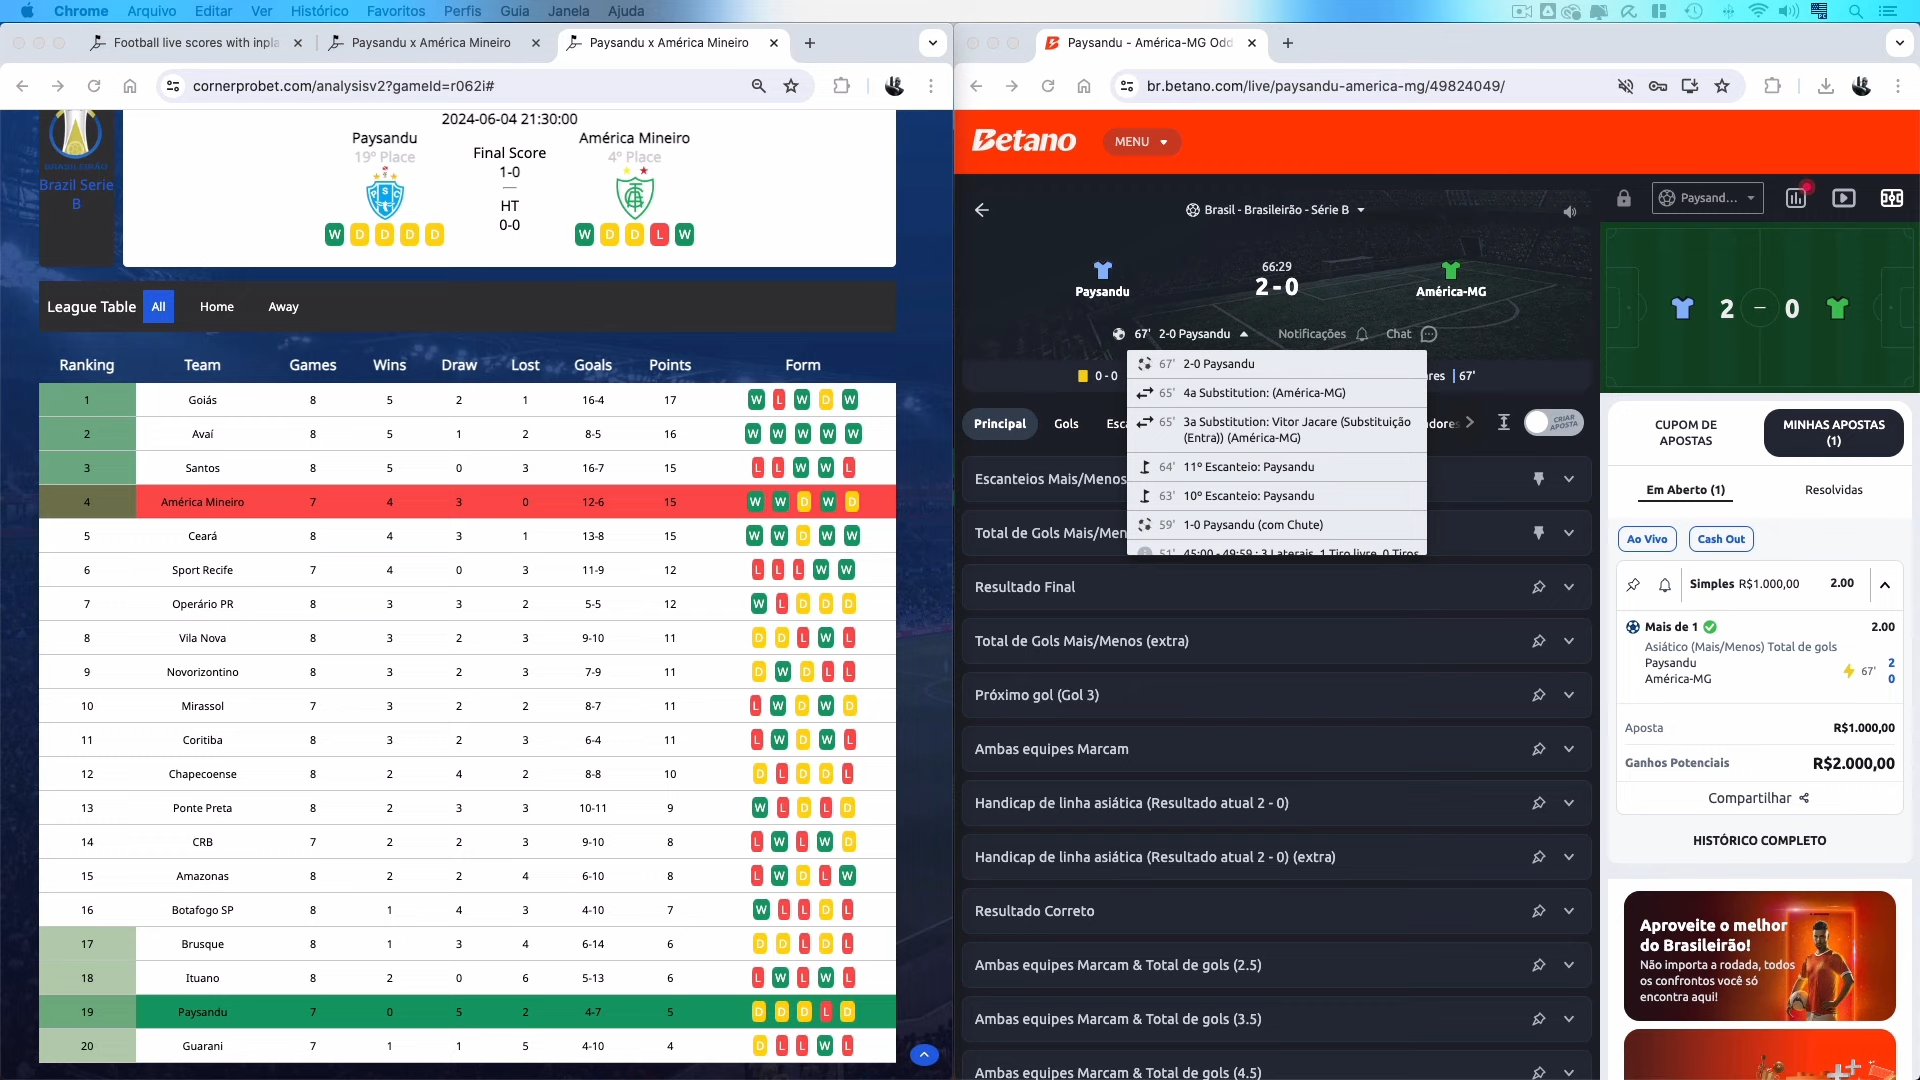 Chrome Arquivo Editar Ver Histórico Favoritos Perfis Guia Janela Ajuda
Football live scores with inpla
Paysandu x América Mineiro
Paysandu x América Mineiro
cornerprobet.com/analysisv2?gameId=r062i#
Brazil Serie
B
2024-06-04 21:30:00
Paysandu
19º Place
W D D D D
Final Score
1-0
HT
0-0
América Mineiro
4º Place
W D D L W
League Table All Home Away
Ranking Team Games Wins Draw Lost Goals Points Form
1 Goiás 8 5 2 1 16-4 17 W L W D W
2 Avaí 8 5 1 2 8-5 16 W W W W W
3 Santos 8 5 0 3 16-7 15 L L W W L
4 América Mineiro 7 4 3 0 12-6 15 W W D W D
5 Ceará 8 4 3 1 13-8 15 W W D W W
6 Sport Recife 7 4 0 3 11-9 12 L L L W W
7 Operário PR 8 3 3 2 5-5 12 W L D D D
8 Vila Nova 8 3 2 3 9-10 11 D D L W L
9 Novorizontino 8 3 2 3 7-9 11 D W D L L
10 Mirassol 7 3 2 2 8-7 11 L W D W D
11 Coritiba 8 3 2 3 6-4 11 L W D W L
12 Chapecoense 8 2 4 2 8-8 10 D L D D L
13 Ponte Preta 8 2 3 3 10-11 9 W L D L D
14 CRB 7 2 2 3 9-10 8 L W L W D
15 Amazonas 8 2 2 4 6-10 8 L W D L W
16 Botafogo SP 8 1 4 3 4-10 7 W L L D L
17 Brusque 8 1 3 4 6-14 6 D D L D L
18 Ituano 8 2 0 6 5-13 6 L W L W L
19 Paysandu 7 0 5 2 4-7 5 D D D L D
20 Guarani 7 1 1 5 4-10 4 D L L W L
Paysandu - América-MG Odd
br.betano.com/live/paysandu-america-mg/49824049/
Betano MENU
Brasil - Brasileirão - Série B
Paysandu
66:29
2 - 0
América-MG
67' 2-0 Paysandu Notificações Chat
0 - 0
res 67'
67' 2-0 Paysandu
65' 4a Substitution: (América-MG)
65' 3a Substitution: Vitor Jacare (Substituição
(Entra)) (América-MG)
64' 11º Escanteio: Paysandu
63' 10º Escanteio: Paysandu
59' 1-0 Paysandu (com Chute)
51' 45:00 - 49:59 : 3 Laterais, 1 Tiro livre, 0 Tiros
Principal Gols Esca dores CRIAR
APOSTA
Escanteios Mais/Menos
Total de Gols Mais/Men
Resultado Final
Total de Gols Mais/Menos (extra)
Próximo gol (Gol 3)
Ambas equipes Marcam
Handicap de linha asiática (Resultado atual 2 - 0)
Handicap de linha asiática (Resultado atual 2 - 0) (extra)
Resultado Correto
Ambas equipes Marcam & Total de gols (2.5)
Ambas equipes Marcam & Total de gols (3.5)
Ambas equipes Marcam & Total de gols (4.5)
Paysand...
2 – 0
CUPOM DE
APOSTAS
MINHAS APOSTAS
(1)
Em Aberto (1) Resolvidas
Ao Vivo Cash Out
Simples R$1.000,00 2.00
Mais de 1 2.00
Asiático (Mais/Menos) Total de gols
Paysandu 2
67'
América-MG 0
Aposta R$1.000,00
Ganhos Potenciais R$2.000,00
Compartilhar
HISTÓRICO COMPLETO
Aproveite o melhor
do Brasileirão!
Não importa a rodada, todos
os confrontos você só
encontra aqui!